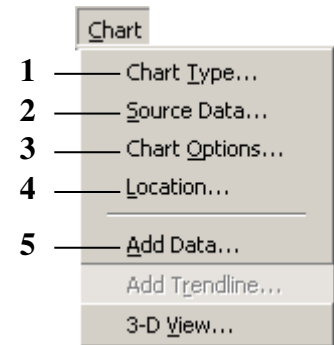 Chart
1 Chart Type...
2 Source Data...
3 Chart Options...
4 Location...
5 Add Data...
Add Trendline...
3-D View...